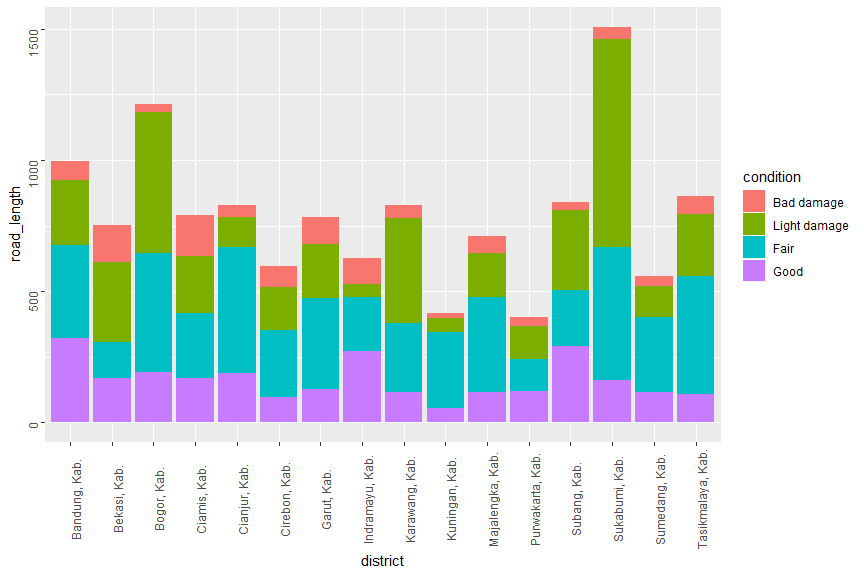 1500
1000
500
0
road_length
Bandung, Kab.
Bekasi, Kab.
Bogor, Kab.
Ciamis, Kab.
Cianjur, Kab.
Cirebon, Kab.
Garut, Kab.
Indramayu, Kab.
Karawang, Kab.
Kuningan, Kab.
Majalengka, Kab.
Purwakarta, Kab.
Subang, Kab.
Sukabumi, Kab.
Sumedang, Kab.
Tasikmalaya, Kab.
district
condition
Bad damage
Light damage
Fair
Good